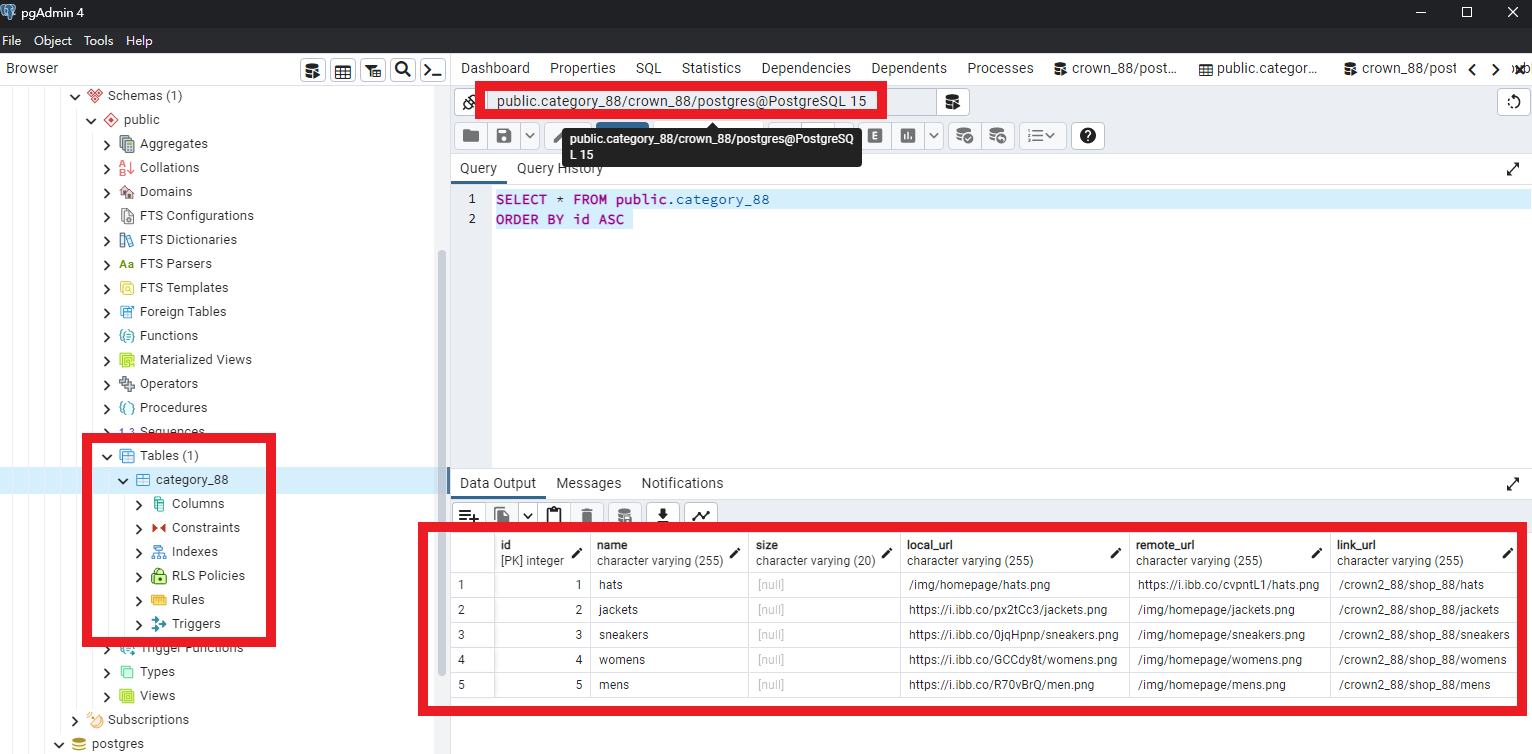 pgAdmin 4
File Object Tools Help
Browser
Dashboard Properties SQL Statistics Dependencies Dependents Processes crown_88/post... public.categor... crown_88/post
Schemas (1)
public
Aggregates
Collations
Domains
FTS Configurations
FTS Dictionaries
Aa FTS Parsers
FTS Templates
Foreign Tables
Functions
Materialized Views
Operators
Procedures
1..3 Sequences
Tables (1)
category_88
Columns
Constraints
Indexes
RLS Policies
Rules
Triggers
Trigger Functions
Types
Views
Subscriptions
postgres
public.category_88/crown_88/postgres@PostgreSQL 15
E
public.category_88/crown_88/postgres@PostgreSQ
L 15
Query Query History
1 SELECT * FROM public.category_88
2 ORDER BY id ASC
Data Output Messages Notifications
id name size local_url remote_url link_url
[PK] integer character varying (255) character varying (20) character varying (255) character varying (255) character varying (255)
1 1 hats [null] /img/homepage/hats.png https://i.ibb.co/cvpntL1/hats.png /crown2_88/shop_88/hats
2 2 jackets [null] https://i.ibb.co/px2tCc3/jackets.png /img/homepage/jackets.png /crown2_88/shop_88/jackets
3 3 sneakers [null] https://i.ibb.co/0jqHpnp/sneakers.png /img/homepage/sneakers.png /crown2_88/shop_88/sneakers
4 4 womens [null] https://i.ibb.co/GCCdy8t/womens.png /img/homepage/womens.png /crown2_88/shop_88/womens
5 5 mens [null] https://i.ibb.co/R70vBrQ/men.png /img/homepage/mens.png /crown2_88/shop_88/mens